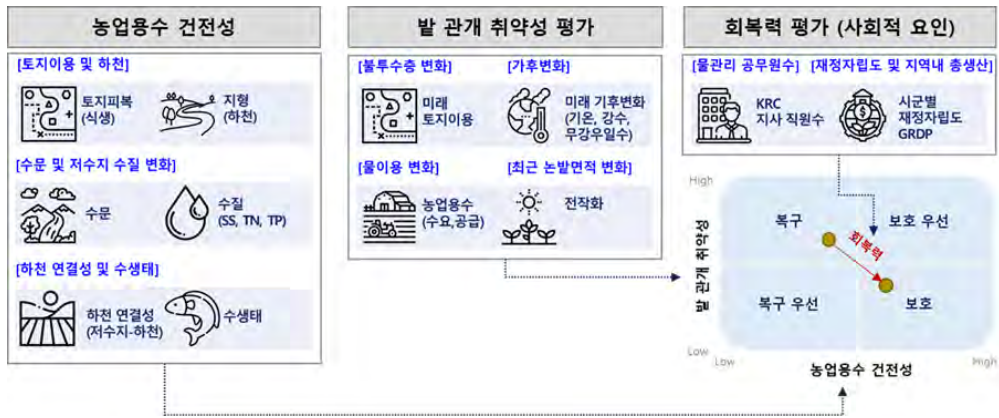 농업용수 건전성
[토지이용 및 하천]
토지피복
(식생)
지형
(하천)
[수문 및 저수지 수질 변화]
수문
수질
(SS, TN, TP)
[하천 연결성 및 수생태]
하천 연결성
(저수지-하천)
수생태
밭 관개 취약성 평가
[불투수층 변화]
[가후변화]
미래
토지이용
미래 기후변화
(기온, 강수,
무강우일수)
[물이용 변화]
[최근 논밭면적 변화]
농업용수
(수요,공급)
전작화
회복력 평가 (사회적 요인)
[물관리 공무원수]
[재정자립도 및 지역내 총생산]
KRC
지사 직원수
시군별
재정자립도
GRDP
High
밭 관개 취약성
복구
보호 우선
회복력
복구 우선
보호
Low
Low
High
농업용수 건전성